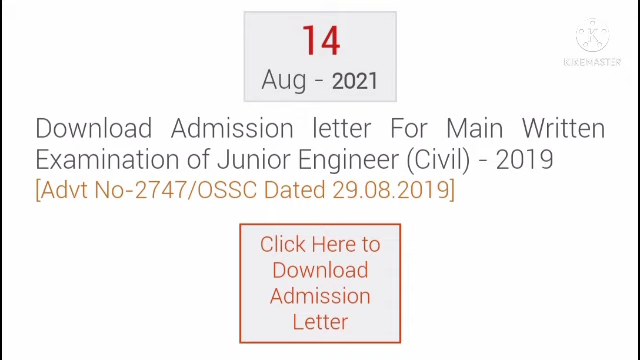 14
Aug - 2021
KINEMASTER
Download Admission letter For Main Written
Examination of Junior Engineer (Civil) - 2019
[Advt No-2747/OSSC Dated 29.08.2019]
Click Here to
Download
Admission
Letter